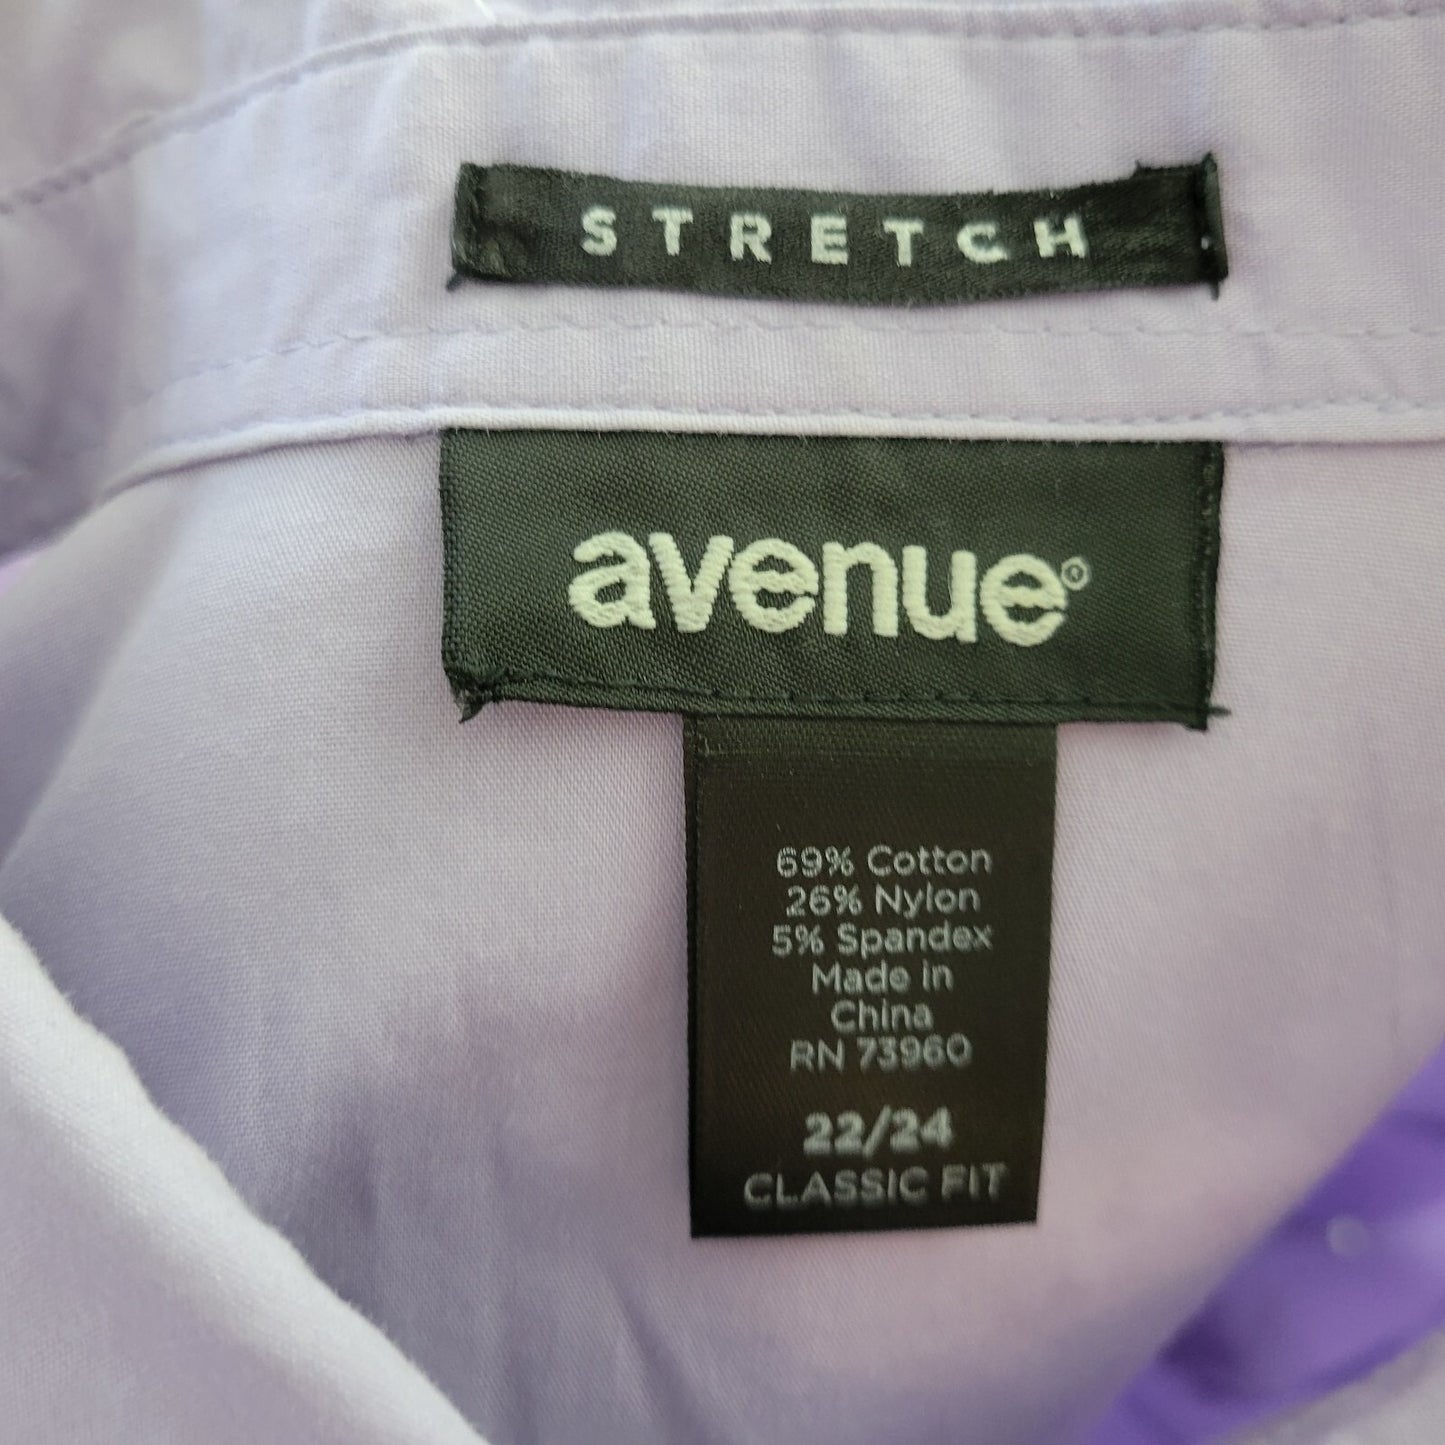 STRETCH
avenue®
69% Cotton
26% Nylon
5% Spandex
Made in
China
RN 73960
22/24
CLASSIC FIT